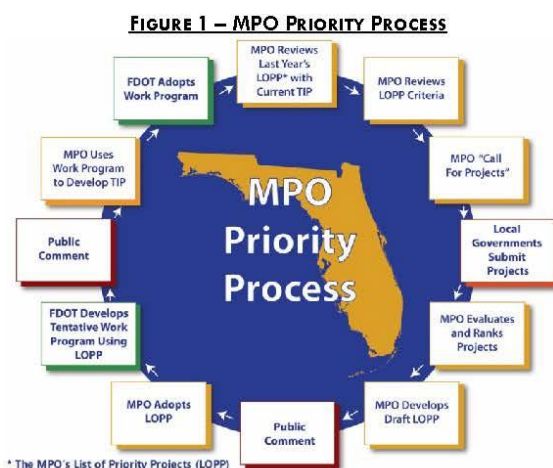 FIGURE 1 – MPO PRIORITY PROCESS
MPO Reviews
Last Year's
LOPP* with
Current TIP
MPO Reviews
LOPP Criteria
MPO "Call
For Projects"
Local
Governments
Submit
Projects
MPO Evaluates
and Ranks
Projects
MPO Develops
Draft LOPP
Public
Comment
MPO Adopts
LOPP
FDOT Develops
Tentative Work
Program Using
LOPP
Public
Comment
MPO Uses
Work Program
to Develop TIP
FDOT Adopts
Work Program
MPO
Priority
Process
* The MPO's List of Priority Projects (LOPP)